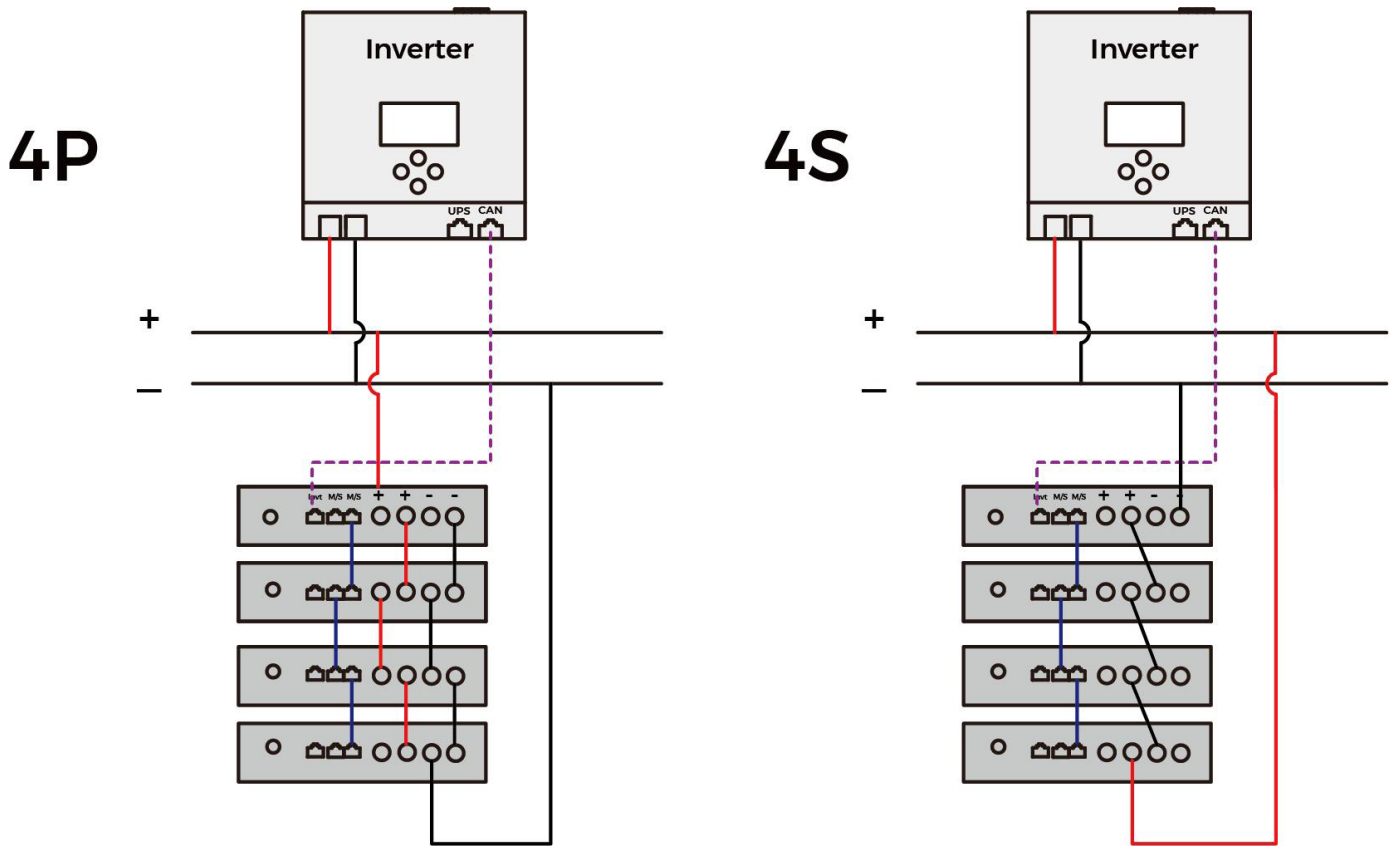 Inverter
4P
UPS CAN
+
–
Invt M/S M/S + + - -
Inverter
4S
UPS CAN
+
–
Invt M/S M/S + + - -